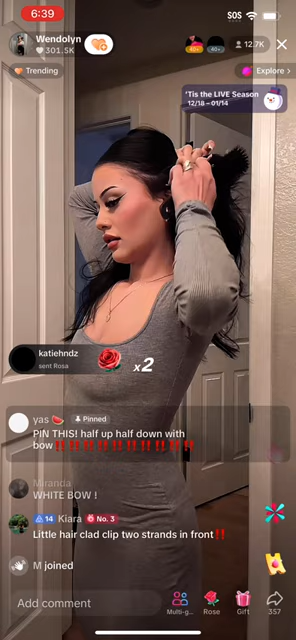 6:39
SOS
Wendolyn
301.5K
40+
40+
12.7K
Trending
Explore >
'Tis the LIVE Season
12/18 – 01/14
katiehndz
sent Rosa
x2
yas 🍉 Pinned
PIN THIS! half up half down with
bow‼️‼️‼️‼️‼️‼️‼️‼️‼️‼️
Miranda
WHITE BOW !
14 Kiara No. 3
Little hair clad clip two strands in front‼️
M joined
Add comment
Multi-g...
Rose
Gift
357